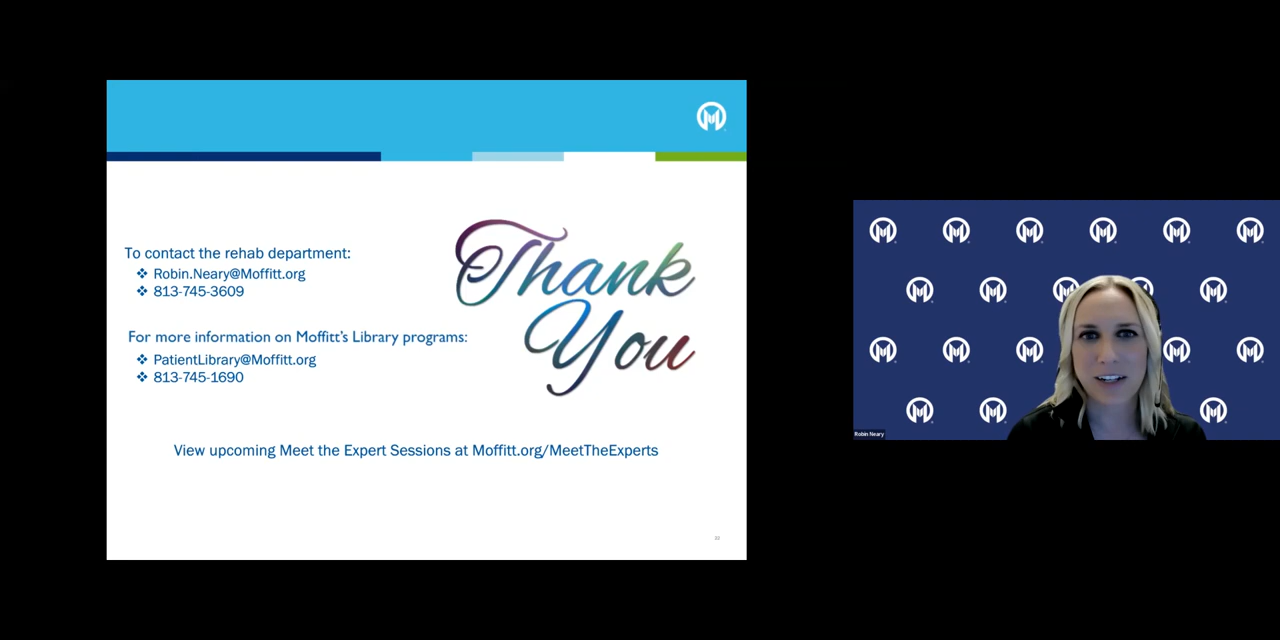 To contact the rehab department:
❖ Robin.Neary@Moffitt.org
❖ 813-745-3609
For more information on Moffitt's Library programs:
❖ PatientLibrary@Moffitt.org
❖ 813-745-1690
Thank
You
View upcoming Meet the Expert Sessions at Moffitt.org/MeetTheExperts
22
Robin Neary